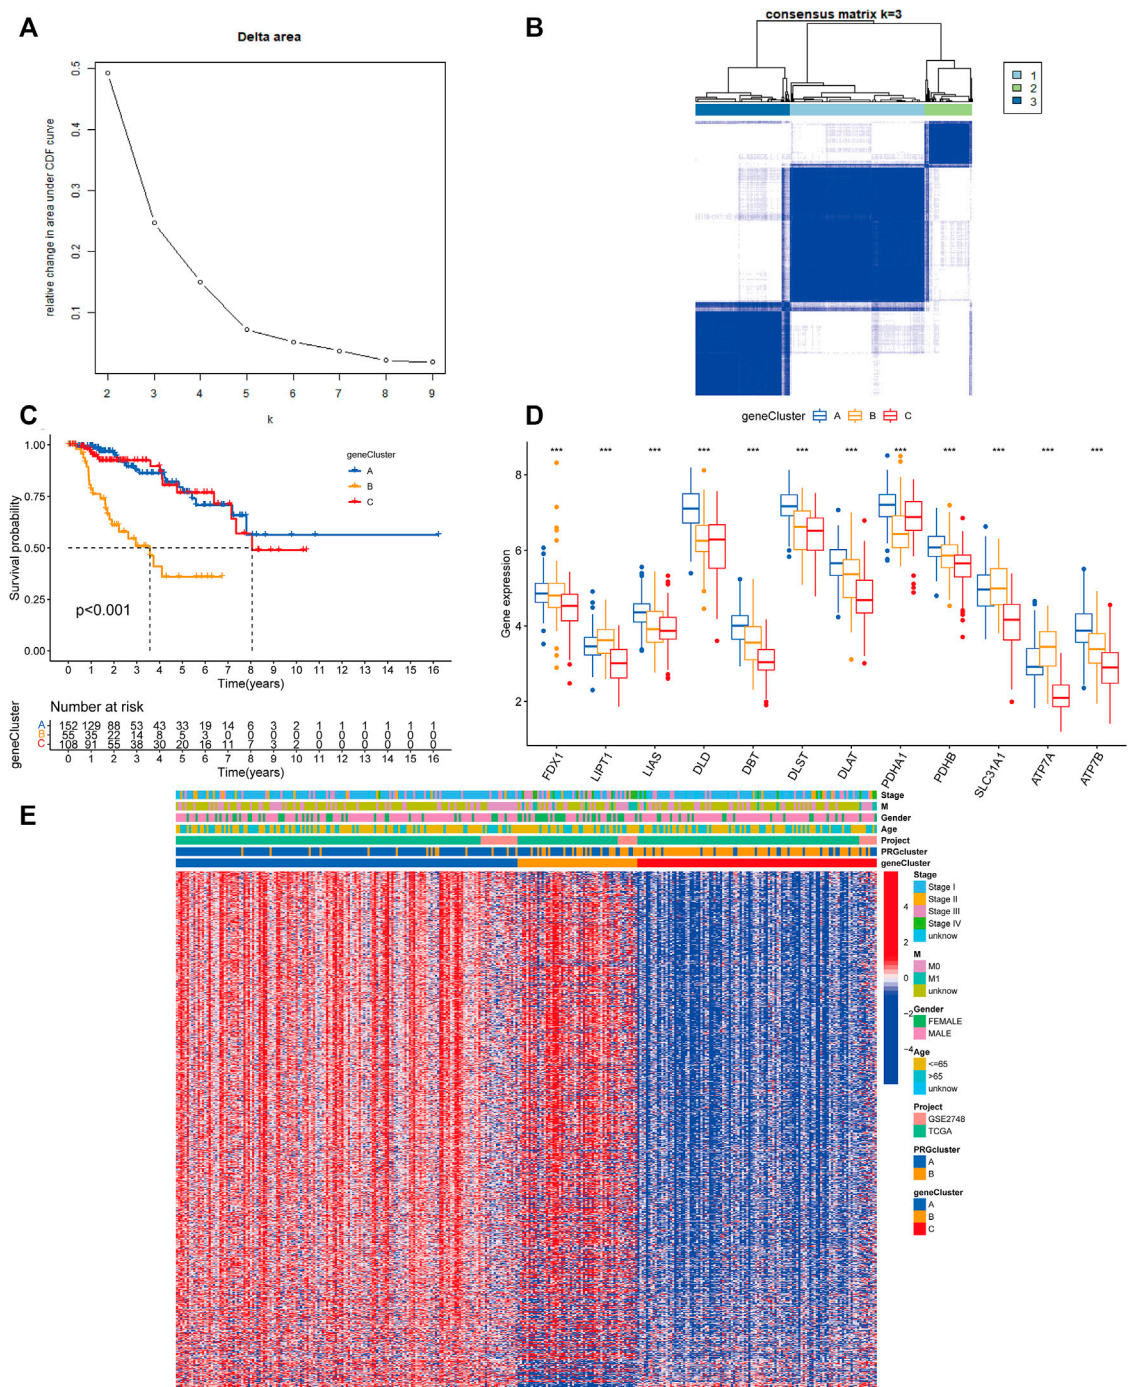 A
Delta area
relative change in area under CDF curve
0.5
0.4
0.3
0.2
0.1
2 3 4 5 6 7 8 9
k
B
consensus matrix k=3
1
2
3
C
geneCluster
A
B
C
Survival probability
1.00
0.75
0.50
0.25
0.00
p<0.001
0 1 2 3 4 5 6 7 8 9 10 11 12 13 14 15 16
Time(years)
Number at risk
geneCluster
A 152 129 88 53 43 33 19 14 6 3 2 1 1 1 1 1 1
B 55 35 22 14 8 5 3 0 0 0 0 0 0 0 0 0 0
C 108 91 55 38 30 20 16 11 7 3 2 0 0 0 0 0 0
0 1 2 3 4 5 6 7 8 9 10 11 12 13 14 15 16
Time(years)
D
geneCluster A B C
Gene expression
8
6
4
2
*** *** *** *** *** *** *** *** *** *** *** ***
FDX1 LIPT1 LIAS DLD DBT DLST DLAT PDHA1 PDHB SLC31A1 ATP7A ATP7B
E
Stage
M
Gender
Age
Project
PRGcluster
geneCluster
4
2
0
−2
−4
Stage
Stage I
Stage II
Stage III
Stage IV
unknow
M
M0
M1
unknow
Gender
FEMALE
MALE
Age
<=65
>65
unknow
Project
GSE2748
TCGA
PRGcluster
A
B
geneCluster
A
B
C